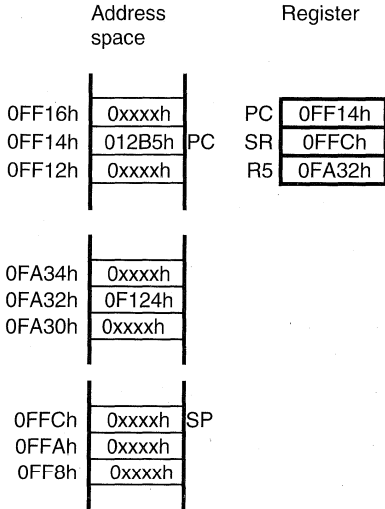 Address space
Register
0FF16h 0xxxxh PC 0FF14h
0FF14h 012B5h PC SR 0FFCh
0FF12h 0xxxxh R5 0FA32h
0FA34h 0xxxxh
0FA32h 0F124h
0FA30h 0xxxxh
0FFCh 0xxxxh SP
0FFAh 0xxxxh
0FF8h 0xxxxh